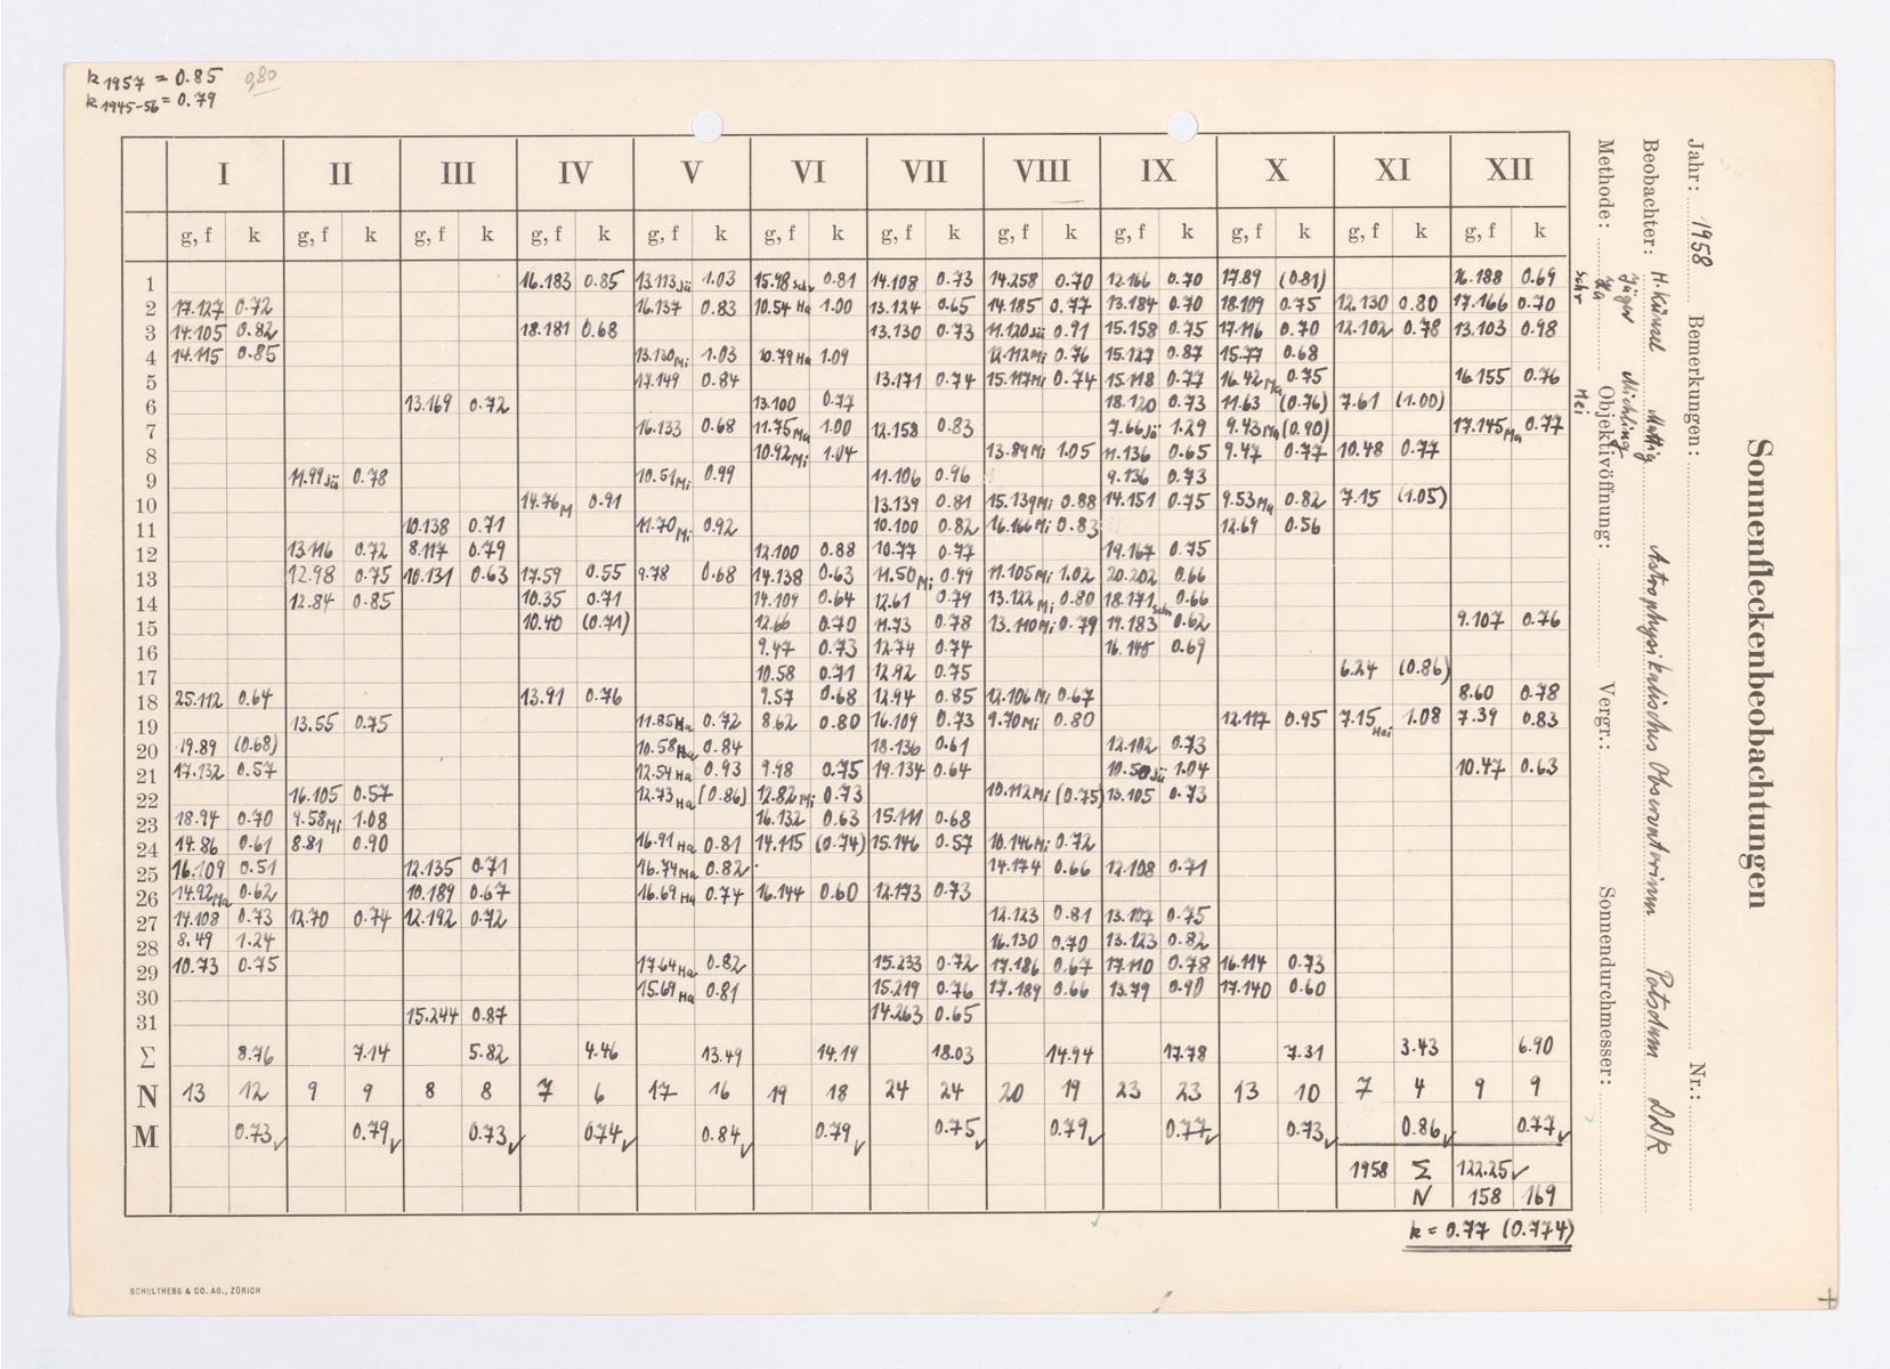 k 1957 = 0.85 0,80
k 1945-56 = 0.79
Sonnenfleckenbeobachtungen
Jahr: 1958 Bemerkungen: Nr.:
Beobachter: H. Künzel Mattig Astrophysikalisches Observatorium Potsdam DDR
Jäger Michling
Methode: Ha Objektivöffnung: Vergr.: Sonnendurchmesser:
Schr Hei
I II III IV V VI VII VIII IX X XI XII
g, f k g, f k g, f k g, f k g, f k g, f k g, f k g, f k g, f k g, f k g, f k g, f k
1 16.183 0.85 13.113 Jä 1.03 15.98 Schr 0.81 14.108 0.73 14.258 0.70 12.166 0.70 17.89 (0.81) 16.188 0.69
2 17.127 0.72 16.137 0.83 10.54 Ha 1.00 13.124 0.65 14.185 0.77 13.184 0.70 18.109 0.75 12.130 0.80 17.166 0.70
3 14.105 0.82 18.181 0.68 13.130 0.73 11.120 Jä 0.91 15.158 0.75 17.116 0.70 12.102 0.78 13.103 0.98
4 14.115 0.85 13.130 Mi 1.03 10.79 Ha 1.09 12.112 Mi 0.76 15.127 0.87 15.77 0.68
5 17.149 0.84 13.171 0.74 15.117 Mi 0.74 15.118 0.77 16.42 Ma 0.75 16.155 0.76
6 13.169 0.72 13.100 0.77 18.120 0.73 11.63 (0.76) 7.61 (1.00)
7 16.133 0.68 11.75 Ma 1.00 12.158 0.83 7.66 Jä 1.29 9.43 Ma (0.90) 17.145 Ma 0.77
8 10.92 Mi 1.04 13.89 Mi 1.05 11.136 0.65 9.47 0.77 10.48 0.77
9 11.99 Jä 0.78 10.51 Mi 0.99 11.106 0.96 9.136 0.73
10 14.76 M 0.91 13.139 0.81 15.139 Mi 0.88 14.151 0.75 9.53 Ma 0.82 7.15 (1.05)
11 10.138 0.71 11.70 Mi 0.92 10.100 0.82 16.166 Mi 0.83 12.69 0.56
12 13.116 0.72 8.117 0.79 12.100 0.88 10.77 0.77 19.167 0.75
13 12.98 0.75 10.131 0.63 17.59 0.55 9.78 0.68 14.138 0.63 11.50 Mi 0.99 11.105 Mi 1.02 20.202 0.66
14 12.84 0.85 10.35 0.71 14.109 0.64 12.61 0.79 13.122 Mi 0.80 18.171 Schr 0.66
15 10.40 (0.71) 12.66 0.70 11.73 0.78 13.110 Mi 0.79 19.183 0.62 9.107 0.76
16 9.47 0.73 12.74 0.74 16.145 0.69
17 10.58 0.71 12.92 0.75 6.24 (0.86)
18 25.112 0.64 13.91 0.76 9.57 0.68 12.94 0.85 12.106 Mi 0.67 8.60 0.78
19 13.55 0.75 11.85 Ha 0.72 8.62 0.80 16.109 0.73 9.70 Mi 0.80 12.117 0.95 7.15 Hei 1.08 7.39 0.83
20 19.89 (0.68) 10.58 Ha 0.84 18.136 0.61 12.102 0.73
21 17.132 0.57 12.54 Ha 0.93 9.98 0.75 19.134 0.64 10.50 Jä 1.04 10.47 0.63
22 16.105 0.57 12.73 Ha (0.86) 12.82 Mi 0.73 10.112 Mi (0.75) 13.105 0.73
23 18.94 0.70 9.58 Mi 1.08 16.132 0.63 15.111 0.68
24 14.86 0.61 8.81 0.90 16.91 Ha 0.81 14.115 (0.74) 15.146 0.57 10.146 Mi 0.72
25 16.109 0.51 12.135 0.71 16.74 Ma 0.82 14.174 0.66 12.108 0.71
26 14.92 Ma 0.62 10.189 0.67 16.69 Ha 0.74 16.144 0.60 12.173 0.73
27 14.108 0.73 12.70 0.74 12.192 0.72 12.123 0.81 13.107 0.75
28 8.49 1.24 16.130 0.70 13.123 0.82
29 10.73 0.75 17.64 Ha 0.82 15.233 0.72 17.186 0.67 17.110 0.78 16.114 0.73
30 15.69 Ha 0.81 15.219 0.76 17.189 0.66 13.79 0.90 17.140 0.60
31 15.244 0.87 14.263 0.65
Σ 8.76 7.14 5.82 4.46 13.49 14.19 18.03 14.94 17.78 7.31 3.43 6.90
N 13 12 9 9 8 8 7 6 17 16 19 18 24 24 20 19 23 23 13 10 7 4 9 9
M 0.73 0.79 0.73 0.74 0.84 0.79 0.75 0.79 0.77 0.73 0.86 0.77
1958 Σ 122.25
N 158 169
k = 0.77 (0.774)
SCHULTHESS & CO. AG., ZÜRICH